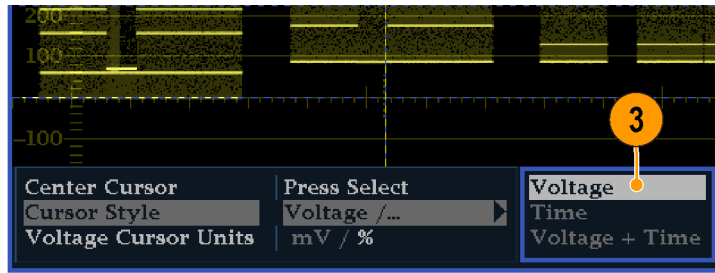 200
100
3
-100
Center Cursor Press Select Voltage
Cursor Style Voltage /... Time
Voltage Cursor Units mV / % Voltage + Time